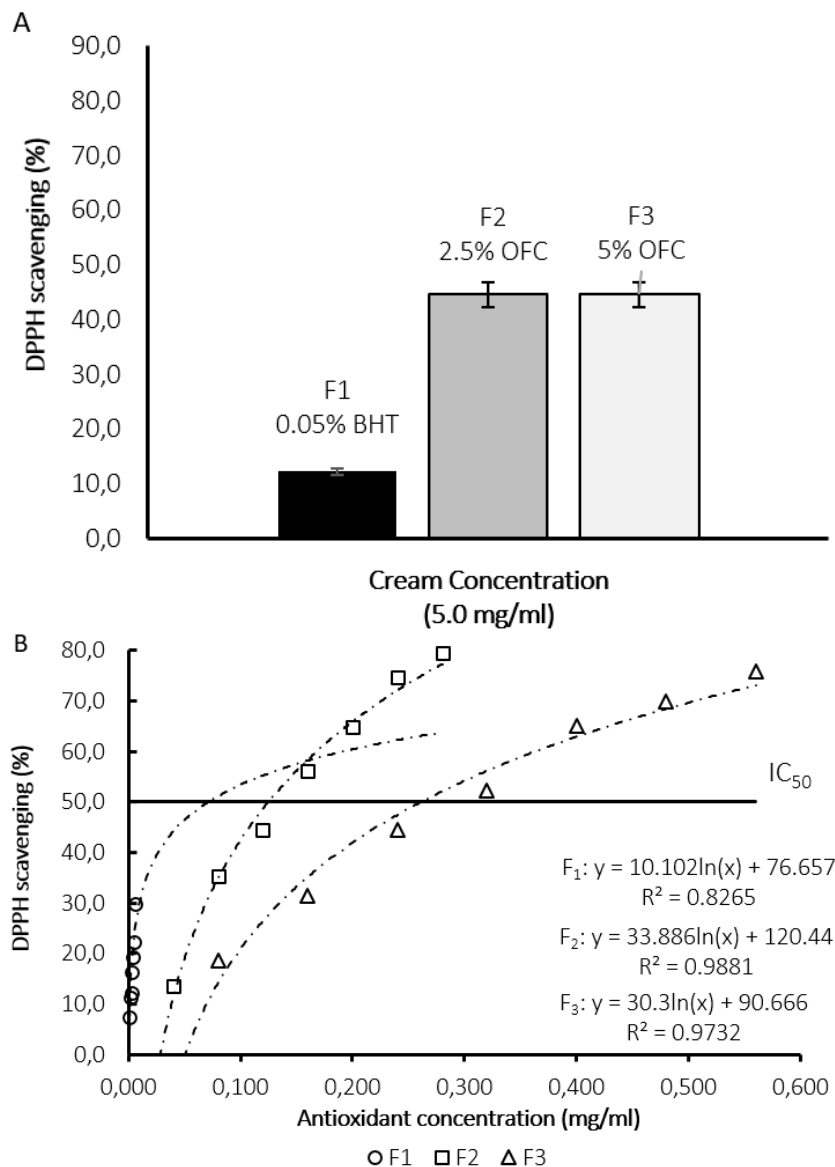 A
90,0
80,0
70,0
60,0
50,0
40,0
30,0
20,0
10,0
0,0
DPPH scavenging (%)
F1
0.05% BHT
F2
2.5% OFC
F3
5% OFC
Cream Concentration
(5.0 mg/ml)
B
80,0
70,0
60,0
50,0
40,0
30,0
20,0
10,0
0,0
DPPH scavenging (%)
IC50
F1: y = 10.102ln(x) + 76.657
R² = 0.8265
F2: y = 33.886ln(x) + 120.44
R² = 0.9881
F3: y = 30.3ln(x) + 90.666
R² = 0.9732
0,000 0,100 0,200 0,300 0,400 0,500 0,600
Antioxidant concentration (mg/ml)
F1 F2 F3